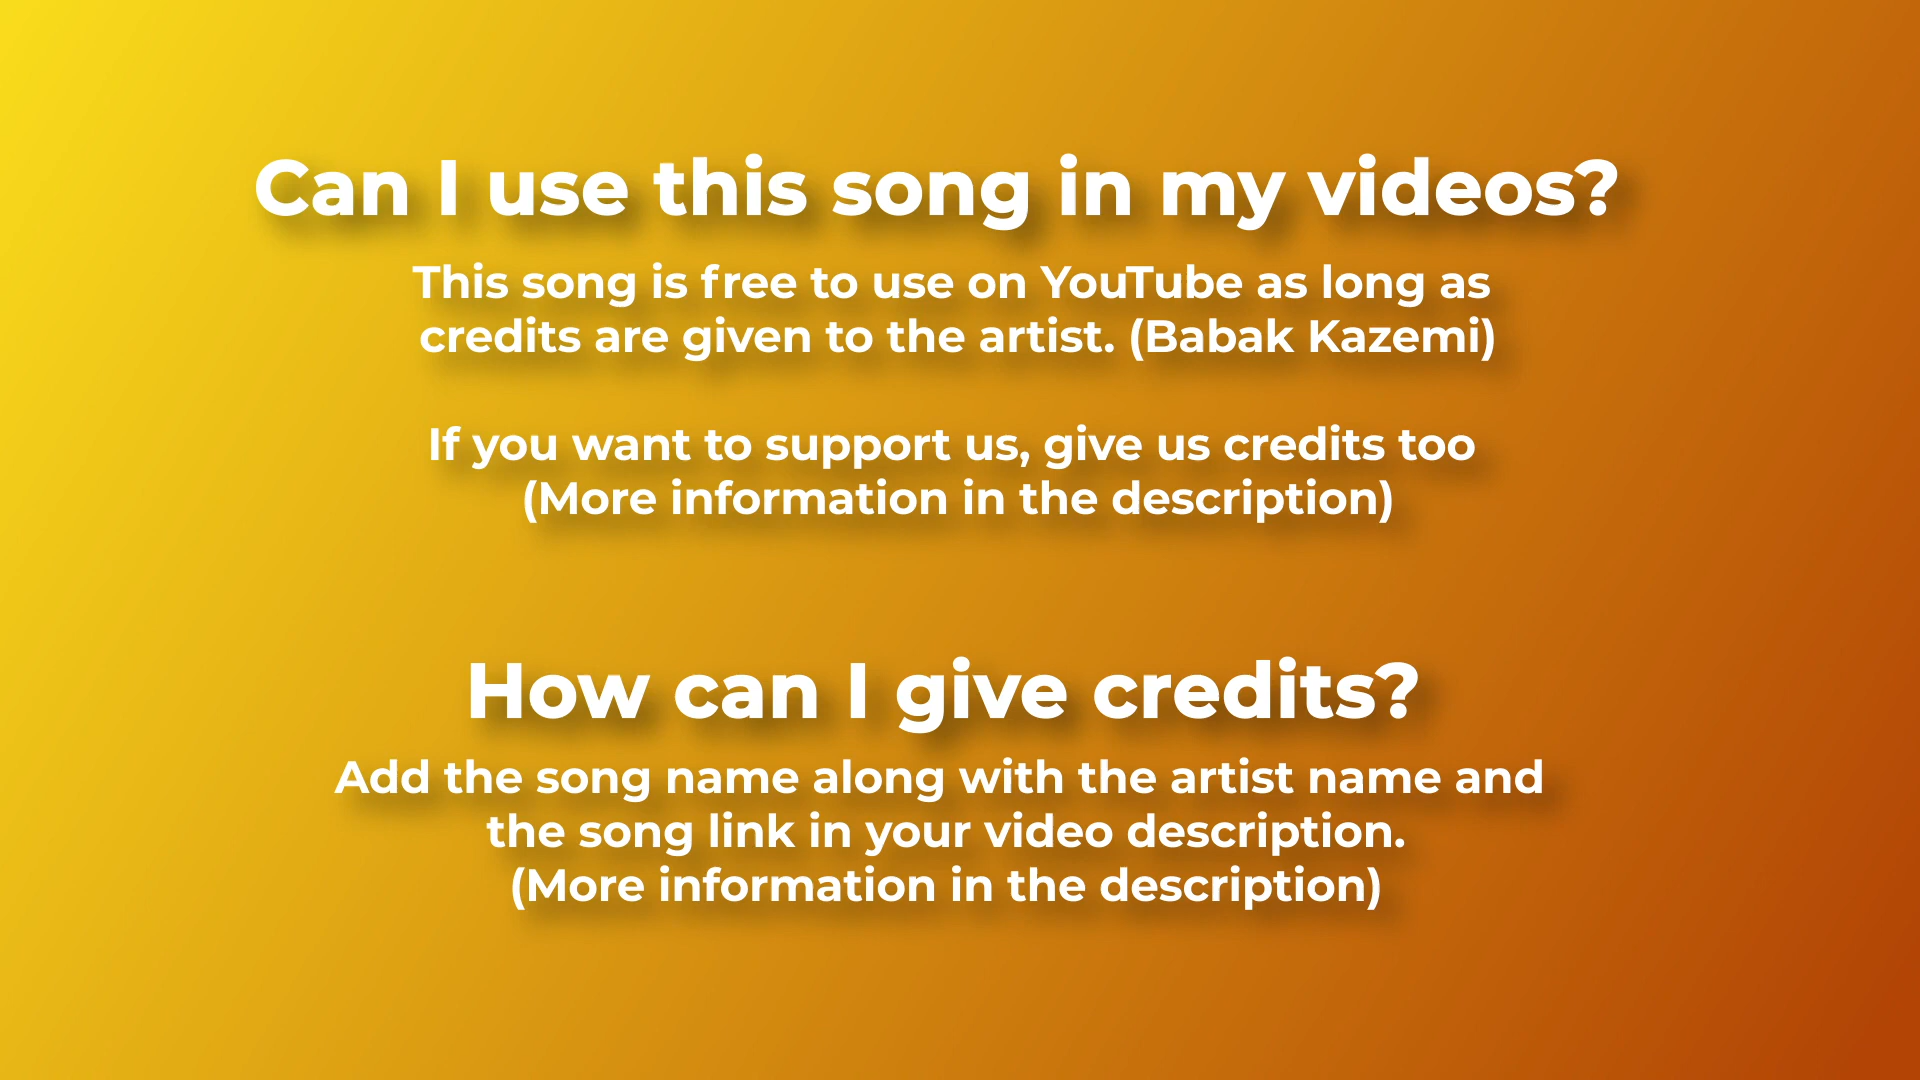 Can I use this song in my videos?
This song is free to use on YouTube as long as
credits are given to the artist. (Babak Kazemi)
If you want to support us, give us credits too
(More information in the description)
How can I give credits?
Add the song name along with the artist name and
the song link in your video description.
(More information in the description)